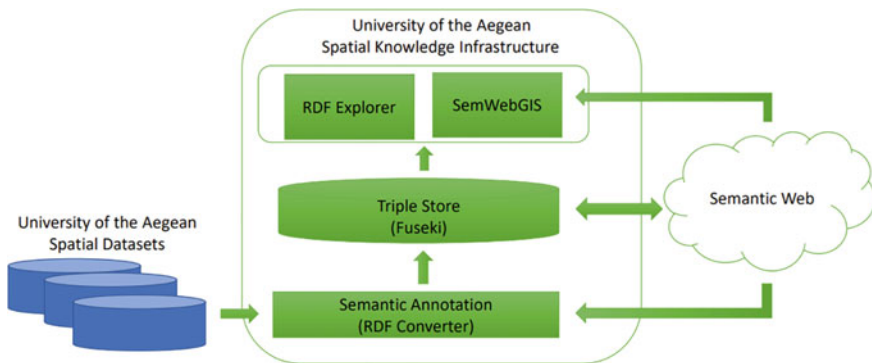 University of the Aegean
Spatial Knowledge Infrastructure
RDF Explorer
SemWebGIS
Triple Store
(Fuseki)
Semantic Web
University of the Aegean
Spatial Datasets
Semantic Annotation
(RDF Converter)